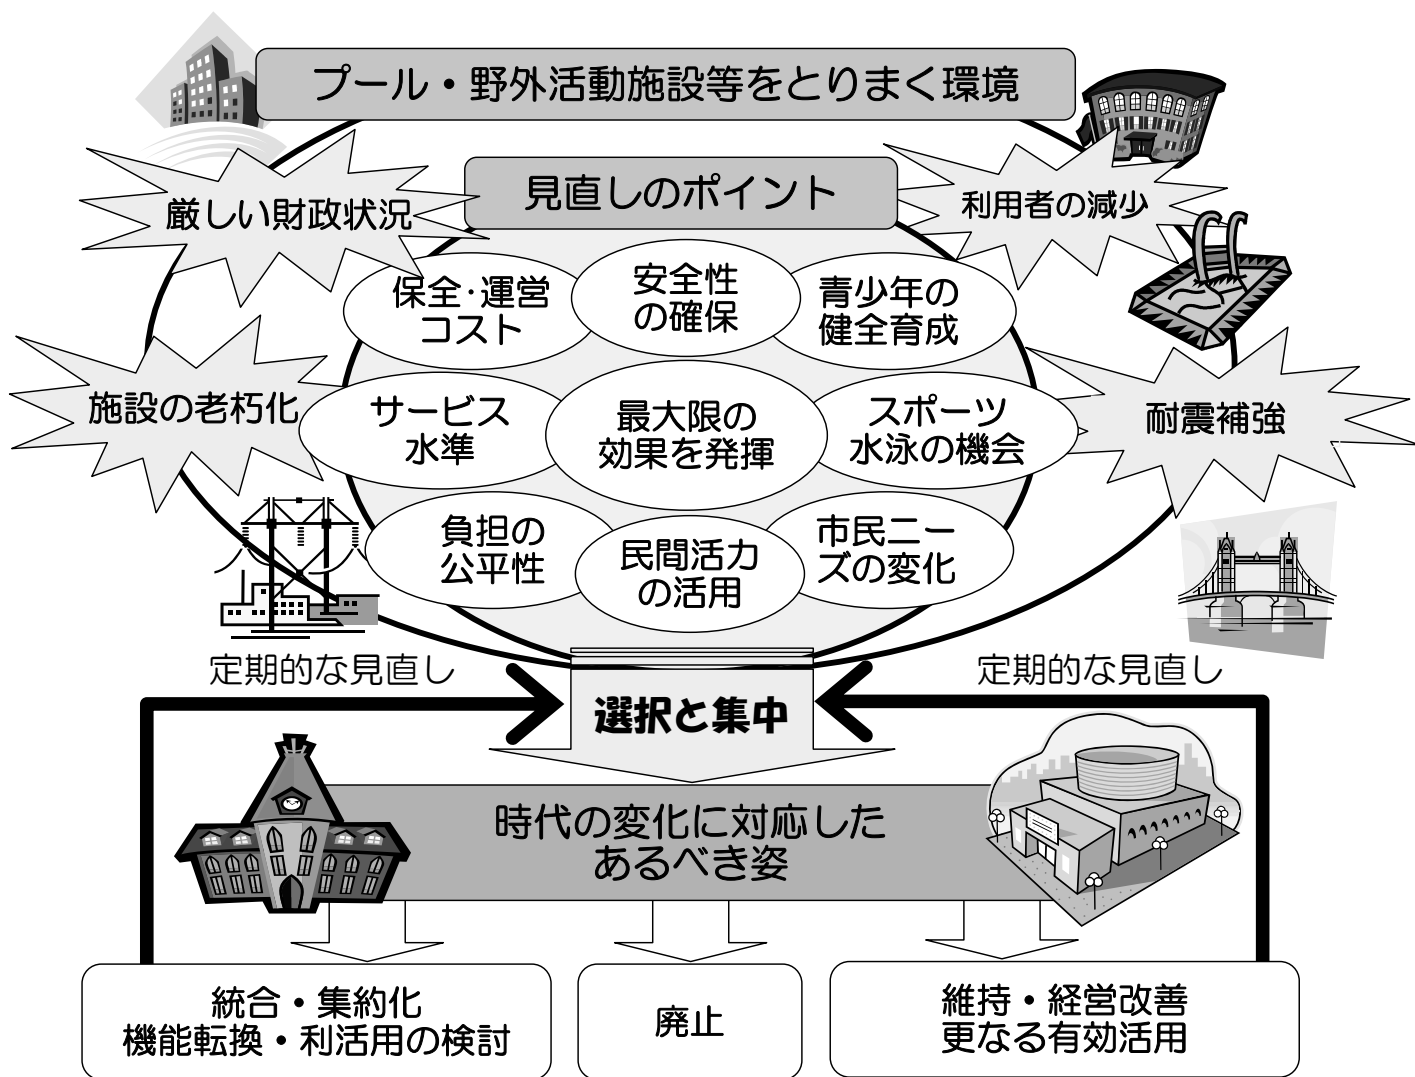 プール・野外活動施設等をとりまく環境
見直しのポイント
厳しい財政状況
利用者の減少
保全・運営
コスト
安全性
の確保
青少年の
健全育成
施設の老朽化
サービス
水準
最大限の
効果を発揮
スポーツ
水泳の機会
耐震補強
負担の
公平性
民間活力
の活用
市民ニー
ズの変化
定期的な見直し
定期的な見直し
選択と集中
時代の変化に対応した
あるべき姿
統合・集約化
機能転換・利活用の検討
廃止
維持・経営改善
更なる有効活用